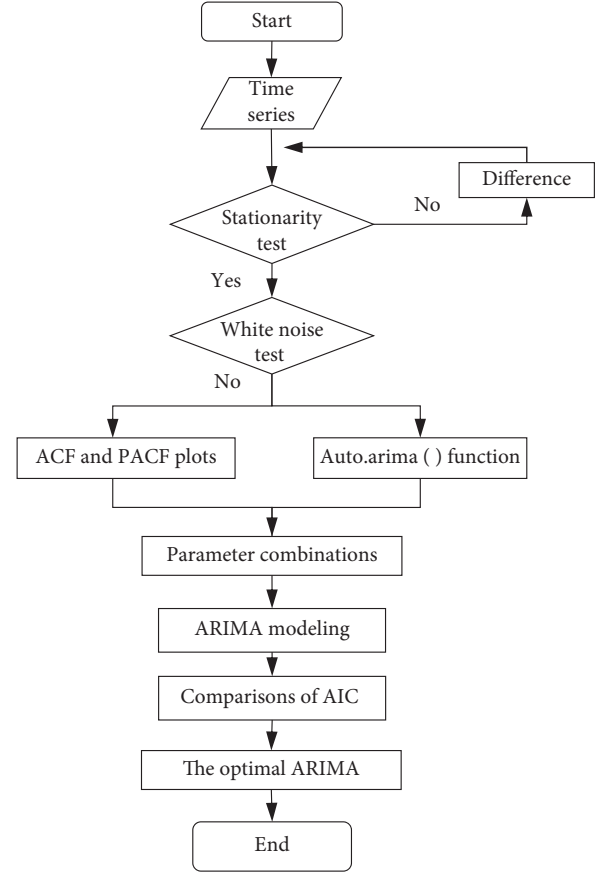 Start
Time
series
Difference
No
Stationarity
test
Yes
White noise
test
No
ACF and PACF plots
Auto.arima ( ) function
Parameter combinations
ARIMA modeling
Comparisons of AIC
The optimal ARIMA
End